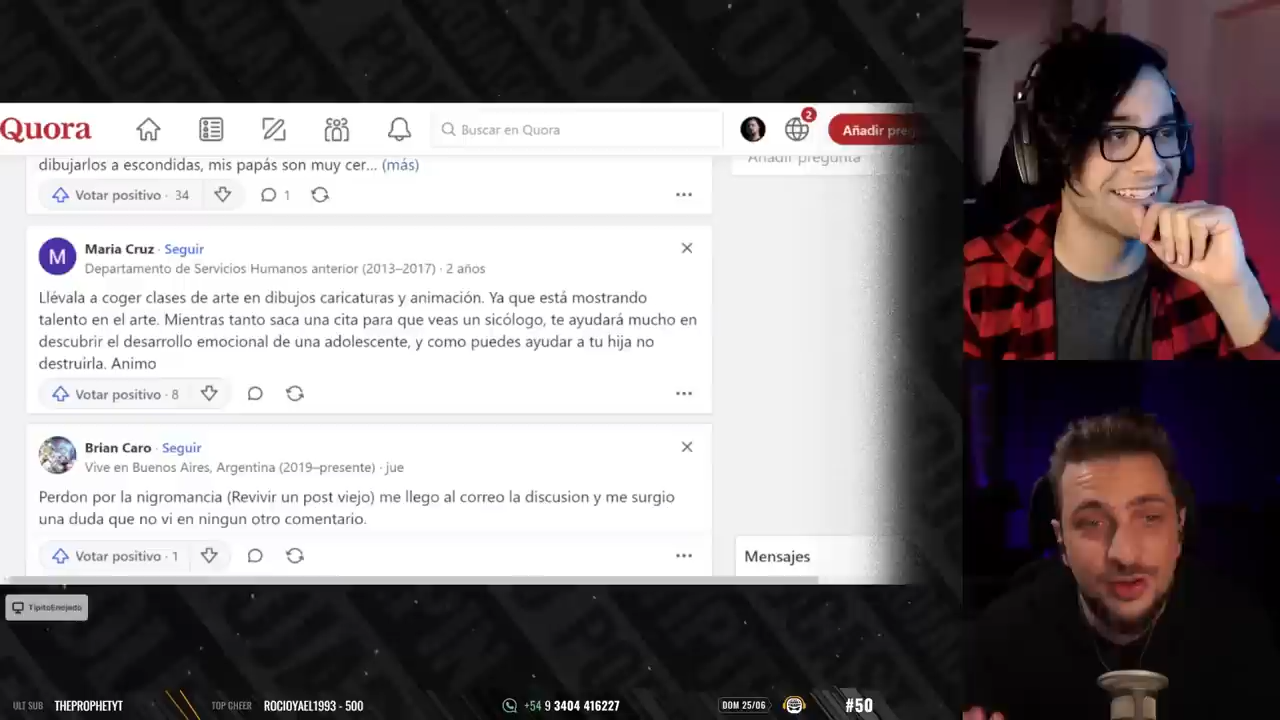 Quora
Buscar en Quora
2
Añadir preg
Añadir pregunta
dibujarlos a escondidas, mis papás son muy cer... (más)
Votar positivo · 34
1
M
Maria Cruz · Seguir
Departamento de Servicios Humanos anterior (2013–2017) · 2 años
Llévala a coger clases de arte en dibujos caricaturas y animación. Ya que está mostrando
talento en el arte. Mientras tanto saca una cita para que veas un sicólogo, te ayudará mucho en
descubrir el desarrollo emocional de una adolescente, y como puedes ayudar a tu hija no
destruirla. Animo
Votar positivo · 8
Brian Caro · Seguir
Vive en Buenos Aires, Argentina (2019–presente) · jue
Perdon por la nigromancia (Revivir un post viejo) me llego al correo la discusion y me surgio
una duda que no vi en ningun otro comentario.
Votar positivo · 1
Mensajes
TipitoEnojado
ULT SUB THEPROPHETYT
TOP CHEER ROCIOYAEL1993 - 500
+54 9 3404 416227
DOM 25/06
#50